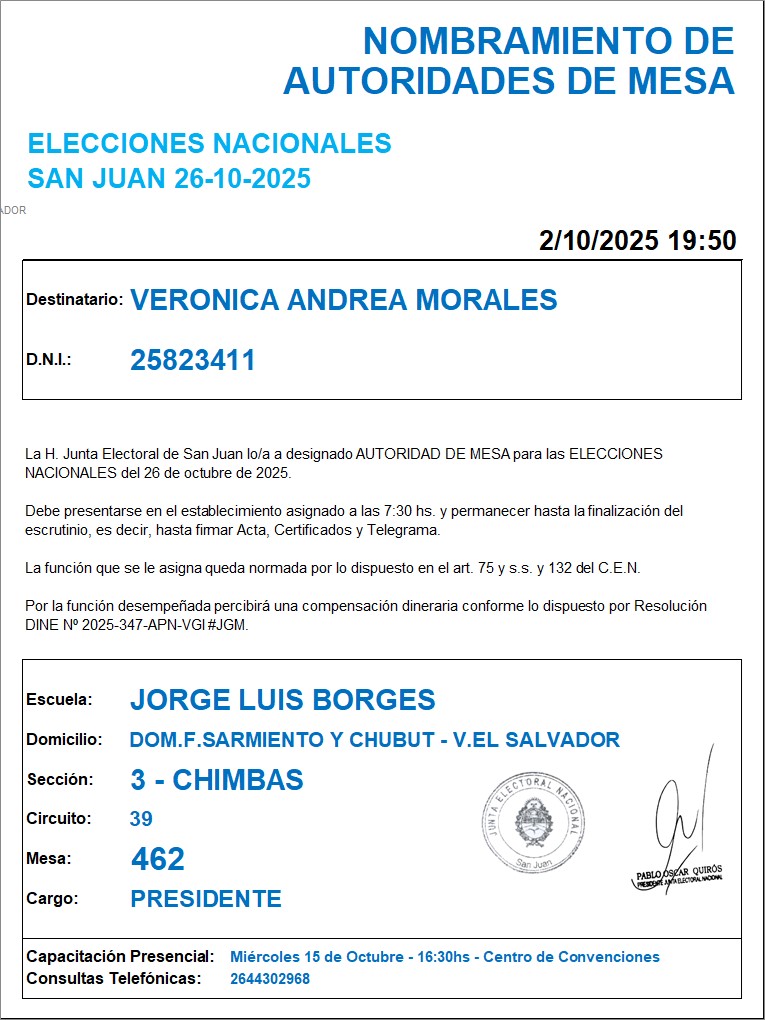 NOMBRAMIENTO DE
AUTORIDADES DE MESA
ELECCIONES NACIONALES
SAN JUAN 26-10-2025
ADOR
2/10/2025 19:50
Destinatario: VERONICA ANDREA MORALES
D.N.I.: 25823411
La H. Junta Electoral de San Juan lo/a a designado AUTORIDAD DE MESA para las ELECCIONES
NACIONALES del 26 de octubre de 2025.
Debe presentarse en el establecimiento asignado a las 7:30 hs. y permanecer hasta la finalización del
escrutinio, es decir, hasta firmar Acta, Certificados y Telegrama.
La función que se le asigna queda normada por lo dispuesto en el art. 75 y s.s. y 132 del C.E.N.
Por la función desempeñada percibirá una compensación dineraria conforme lo dispuesto por Resolución
DINE Nº 2025-347-APN-VGI#JGM.
Escuela: JORGE LUIS BORGES
Domicilio: DOM.F.SARMIENTO Y CHUBUT - V.EL SALVADOR
Sección: 3 - CHIMBAS
Circuito: 39
Mesa: 462
Cargo: PRESIDENTE
JUNTA ELECTORAL NACIONAL
San Juan
PABLO OSCAR QUIRÓS
PRESIDENTE JUNTA ELECTORAL NACIONAL
Capacitación Presencial: Miércoles 15 de Octubre - 16:30hs - Centro de Convenciones
Consultas Telefónicas: 2644302968